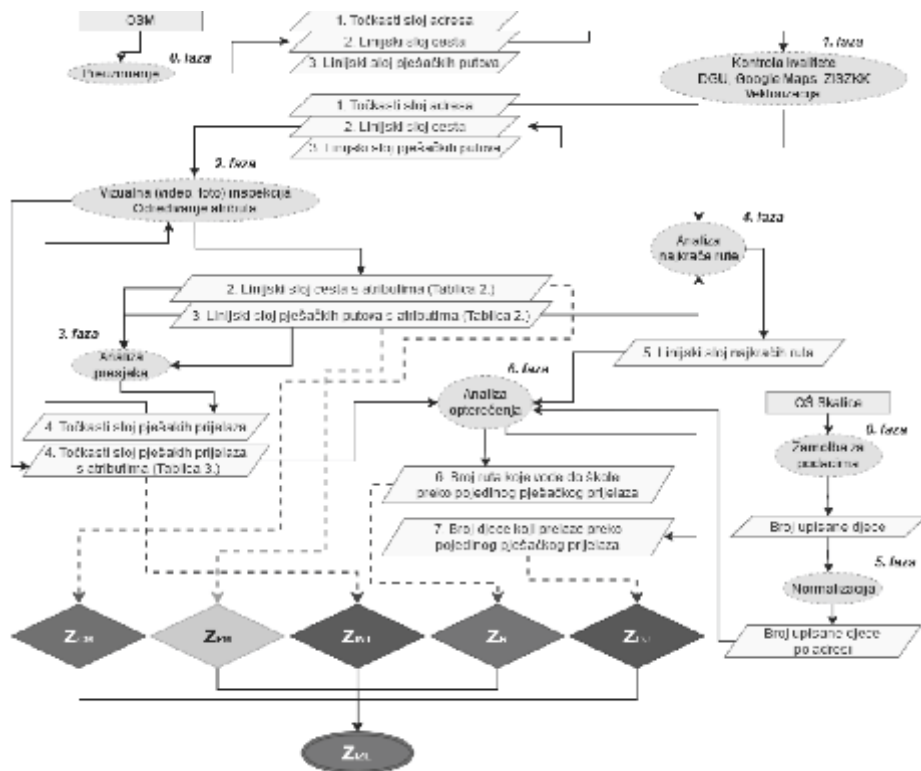 OSM
0. faza
Preuzimanje
1. Točkasti sloj adresa
2. Linijski sloj cesta
3. Linijski sloj pješačkih putova
1. faza
Kontrola kvalitete
DGU, Google Maps, ZIBZKK
Vektorizacija
1. Točkasti sloj adresa
2. Linijski sloj cesta
3. Linijski sloj pješačkih putova
2. faza
Vizualna (video, foto) inspekcija
Određivanje atributa
4. faza
Analiza
najkraće rute
2. Linijski sloj cesta s atributima (Tablica 2.)
3. Linijski sloj pješačkih putova s atributima (Tablica 2.)
3. faza
Analiza
presjeka
5. Linijski sloj najkraćih ruta
6. faza
Analiza
opterećenja
OŠ Skalice
0. faza
Zamolba za
podacima
4. Točkasti sloj pješakih prijelaza
4. Točkasti sloj pješakih prijelaza
s atributima (Tablica 3.)
6. Broj ruta koje vode do škole
preko pojedinog pješačkog prijelaza
7. Broj djece koji prelaze preko
pojedinog pješačkog prijelaza
Broj upisane djece
5. faza
Normalizacija
Broj upisane djece
po adresi
Z
Z
Z
Z
Z
Z